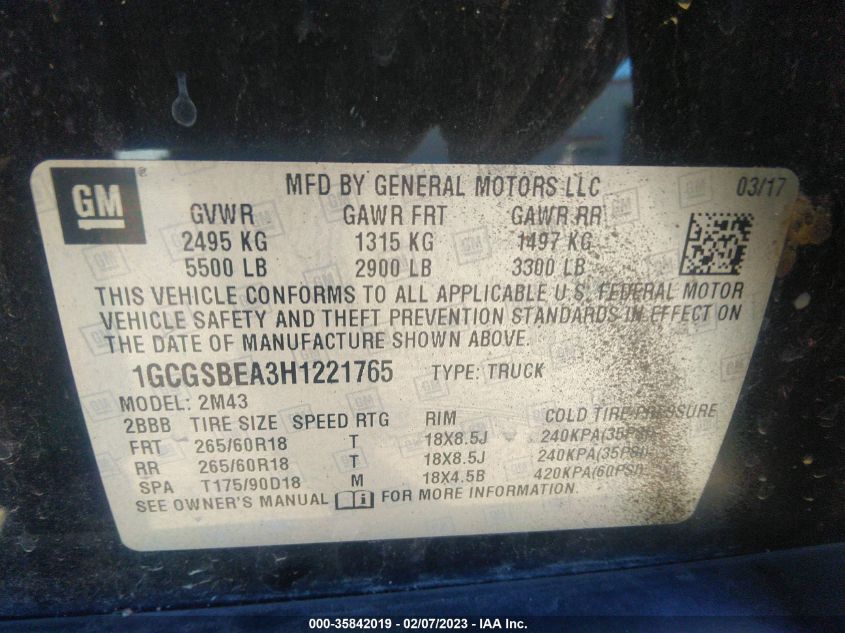 GM ® MFD BY GENERAL MOTORS LLC 03/17
GVWR GAWR FRT GAWR RR
2495 KG 1315 KG 1497 KG
5500 LB 2900 LB 3300 LB
THIS VEHICLE CONFORMS TO ALL APPLICABLE U.S. FEDERAL MOTOR
VEHICLE SAFETY AND THEFT PREVENTION STANDARDS IN EFFECT ON
THE DATE OF MANUFACTURE SHOWN ABOVE.
1GCGSBEA3H1221765 TYPE: TRUCK
MODEL: 2M43
2BBB TIRE SIZE SPEED RTG RIM COLD TIRE PRESSURE
FRT 265/60R18 T 18X8.5J 240KPA(35PSI)
RR 265/60R18 T 18X8.5J 240KPA(35PSI)
SPA T175/90D18 M 18X4.5B 420KPA(60PSI)
SEE OWNER'S MANUAL FOR MORE INFORMATION.
000-35842019 - 02/07/2023 - IAA Inc.